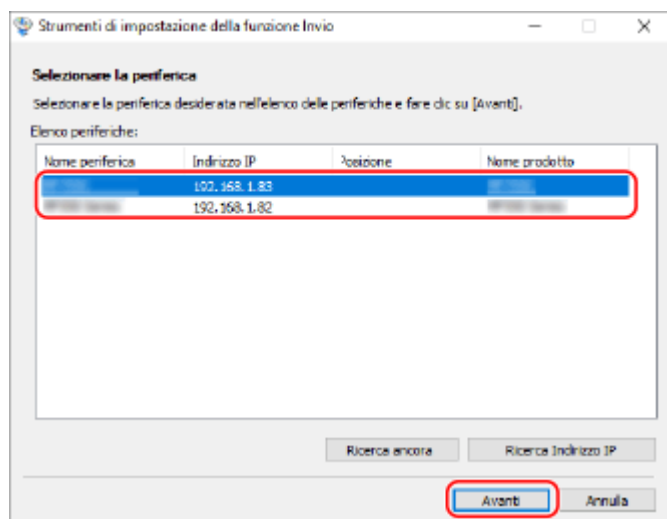 Strumenti di impostazione della funzione Invio
Selezionare la periferica
Selezionare la periferica desiderata nell'elenco delle periferiche e fare clic su [Avanti].
Elenco periferiche:
Nome periferica Indirizzo IP Posizione Nome prodotto
192.168.1.83
192.168.1.82
Ricerca ancora Ricerca Indirizzo IP
Avanti Annulla